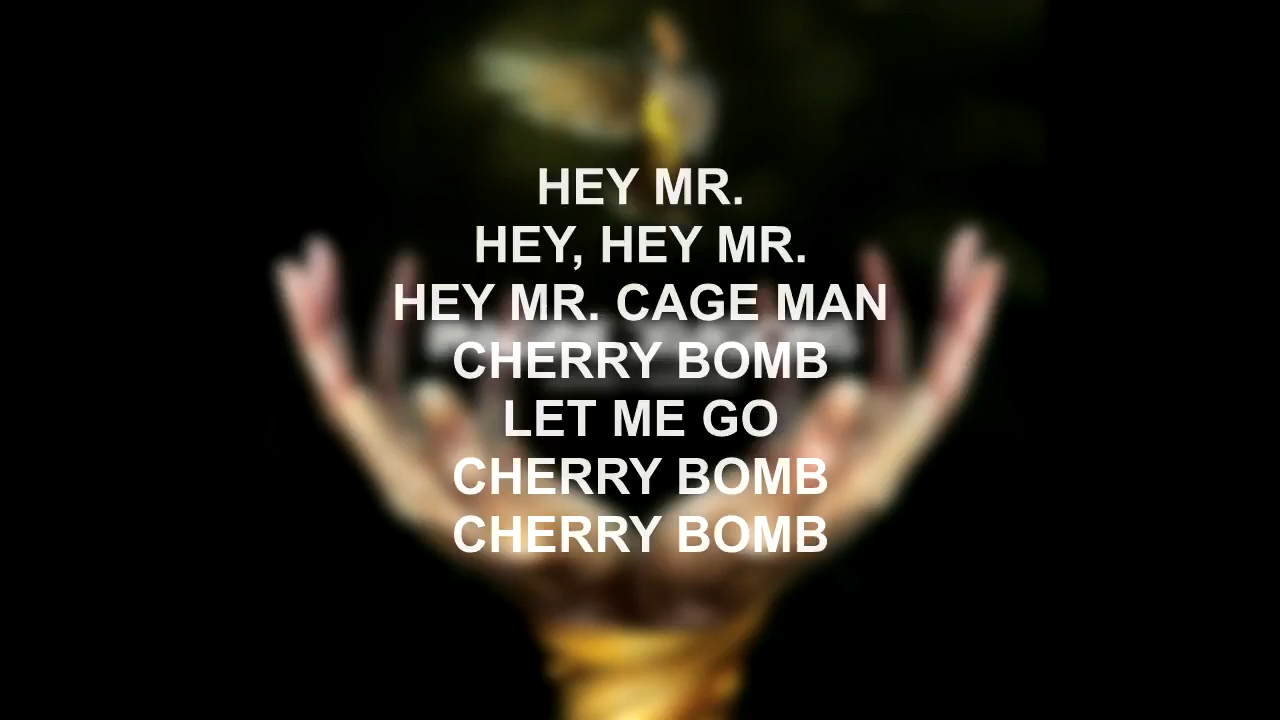 HEY MR.
HEY, HEY MR.
HEY MR. CAGE MAN
CHERRY BOMB
LET ME GO
CHERRY BOMB
CHERRY BOMB